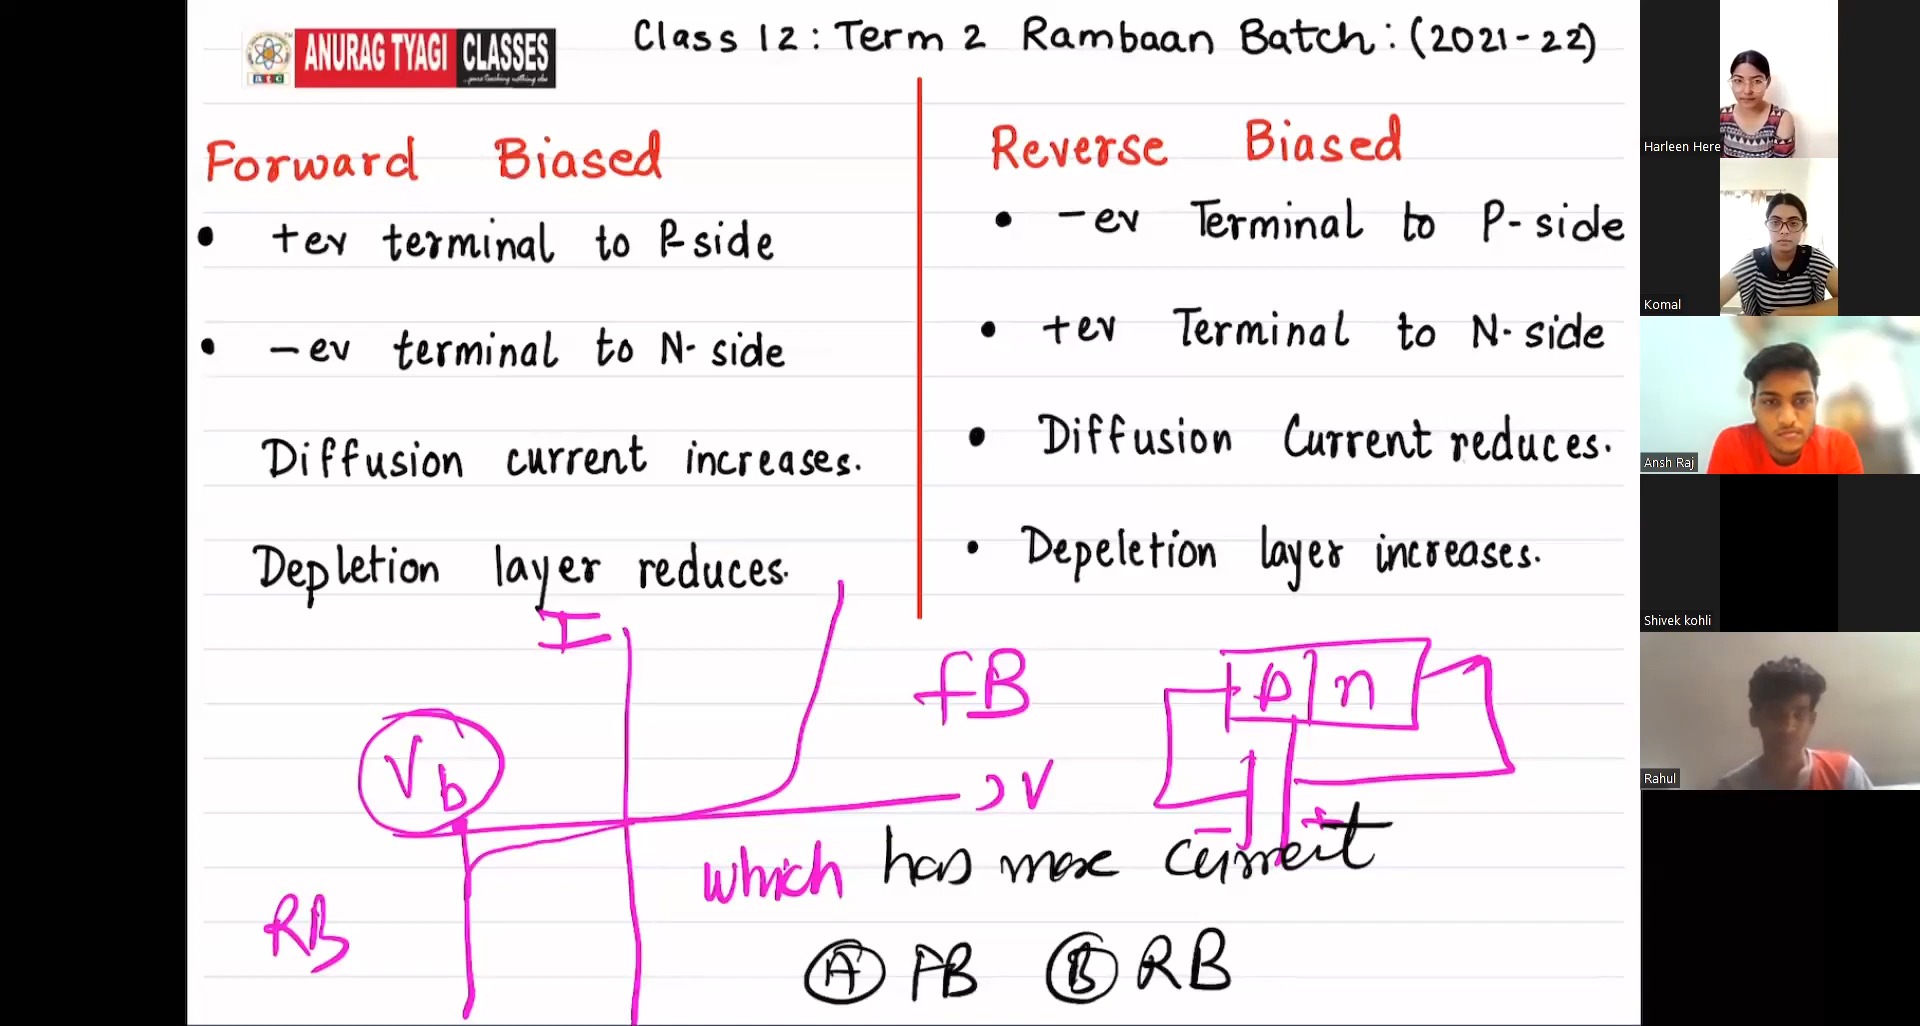 ANURAG TYAGI CLASSES
Class 12: Term 2 Rambaan Batch: (2021-22)
Forward Biased
• +ev terminal to P-side
• -ev terminal to N-side
Diffusion current increases.
Depletion layer reduces.
Reverse Biased
• -ev Terminal to P-side
• +ev Terminal to N-side
• Diffusion Current reduces.
• Depeletion layer increases.
I
fB
p n
Vb
V
- +
which has more current
RB
A FB B RB
Harleen Here
Komal
Ansh Raj
Shivek kohli
Rahul